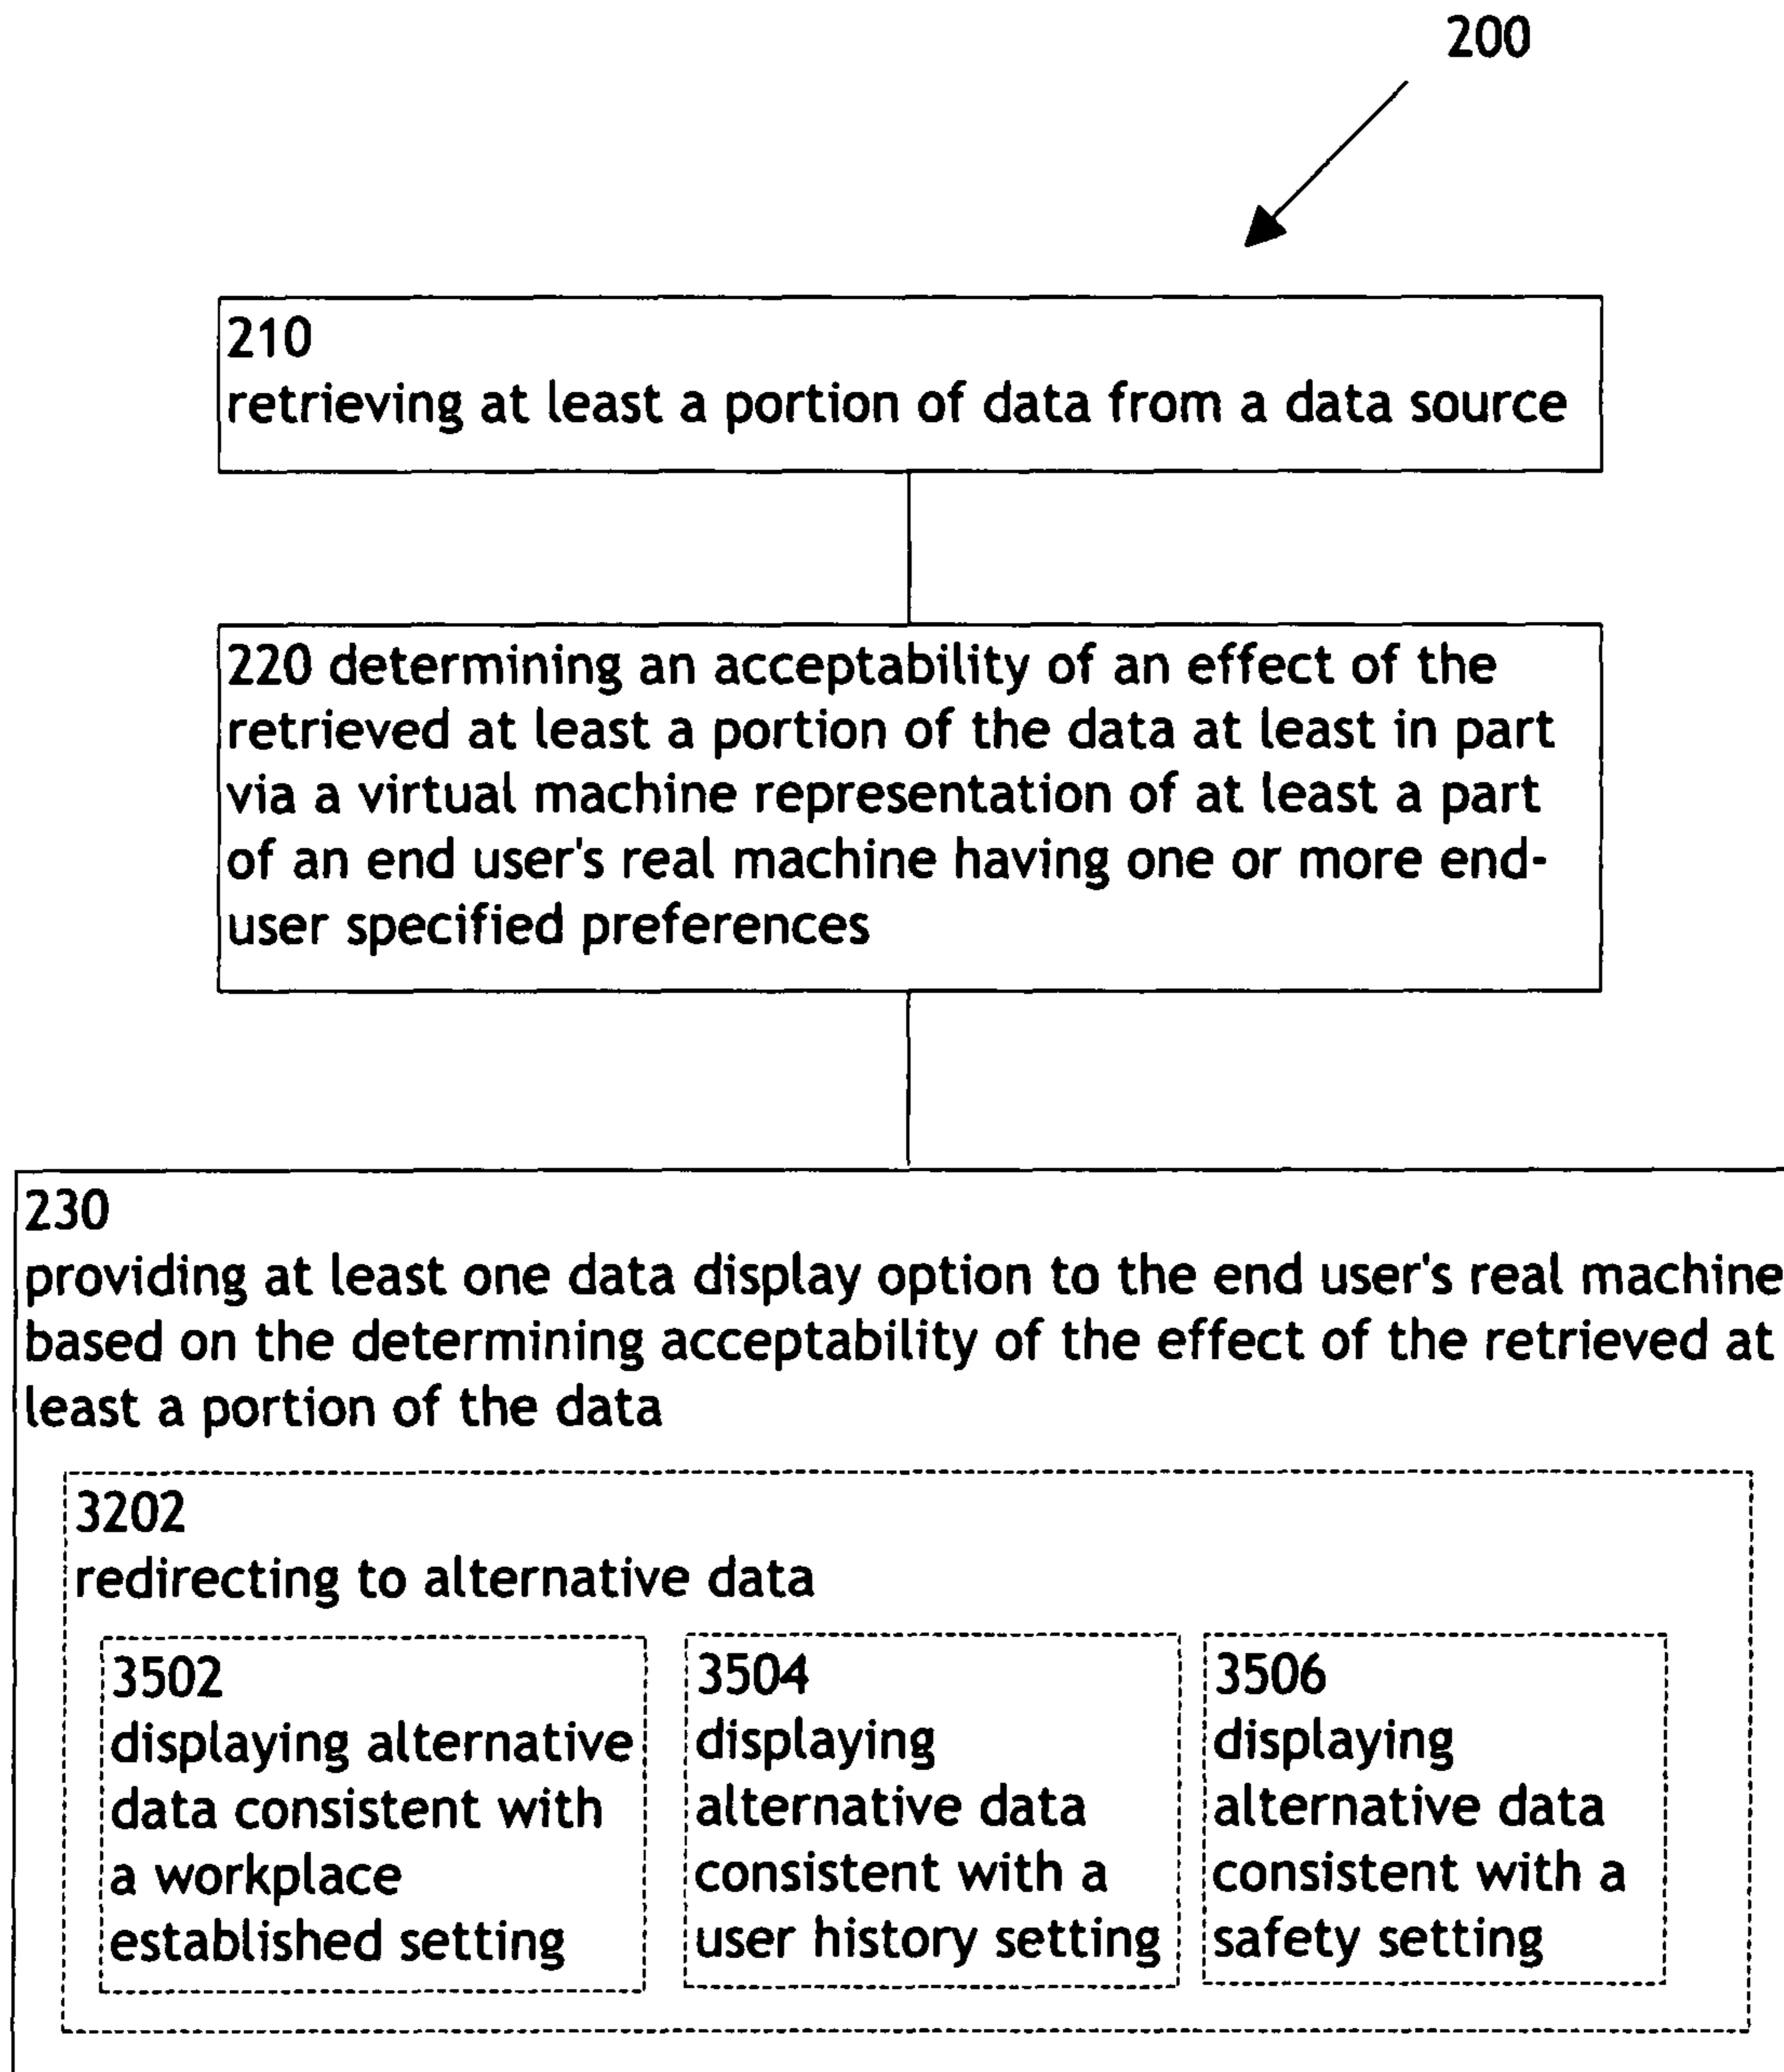 200
210
retrieving at least a portion of data from a data source
220 determining an acceptability of an effect of the
retrieved at least a portion of the data at least in part
via a virtual machine representation of at least a part
of an end user's real machine having one or more end-
user specified preferences
230
providing at least one data display option to the end user's real machine
based on the determining acceptability of the effect of the retrieved at
least a portion of the data
3202
redirecting to alternative data
3502
displaying alternative
data consistent with
a workplace
established setting
3504
displaying
alternative data
consistent with a
user history setting
3506
displaying
alternative data
consistent with a
safety setting